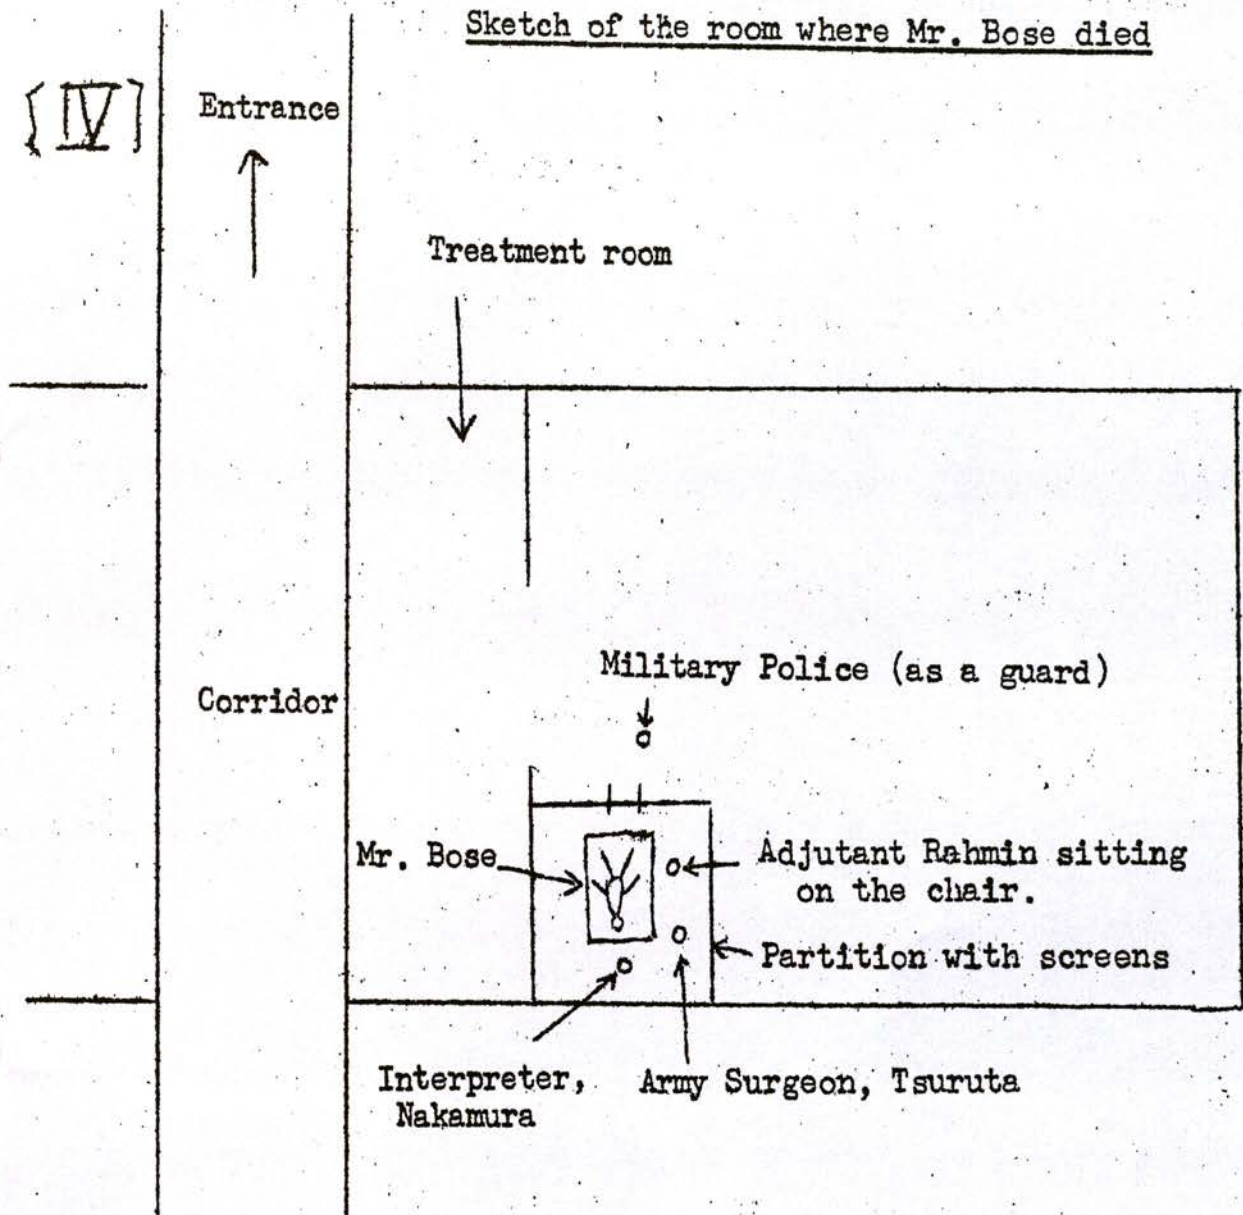 Sketch of the room where Mr. Bose died
[IV]
Entrance
Treatment room
Military Police (as a guard)
Corridor
Mr. Bose
Adjutant Rahmin sitting
on the chair.
Partition with screens
Interpreter,
Nakamura
Army Surgeon, Tsuruta